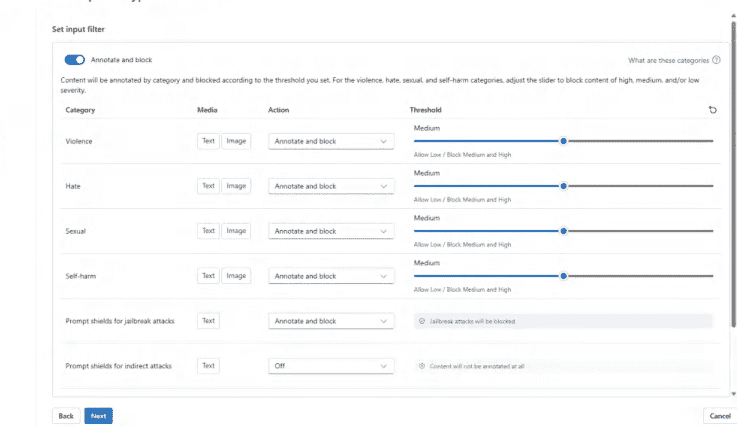 Set input filter
Annotate and block
What are these categories
Content will be annotated by category and blocked according to the threshold you set. For the violence, hate, sexual, and self-harm categories, adjust the slider to block content of high, medium, and/or low
severity.
Category Media Action Threshold
Medium
Violence Text Image Annotate and block
Allow Low / Block Medium and High
Medium
Hate Text Image Annotate and block
Allow Low / Block Medium and High
Medium
Sexual Text Image Annotate and block
Allow Low / Block Medium and High
Medium
Self-harm Text Image Annotate and block
Allow Low / Block Medium and High
Prompt shields for jailbreak attacks Text Annotate and block Jailbreak attacks will be blocked
Prompt shields for indirect attacks Text Off Content will not be annotated at all
Back Next Cancel